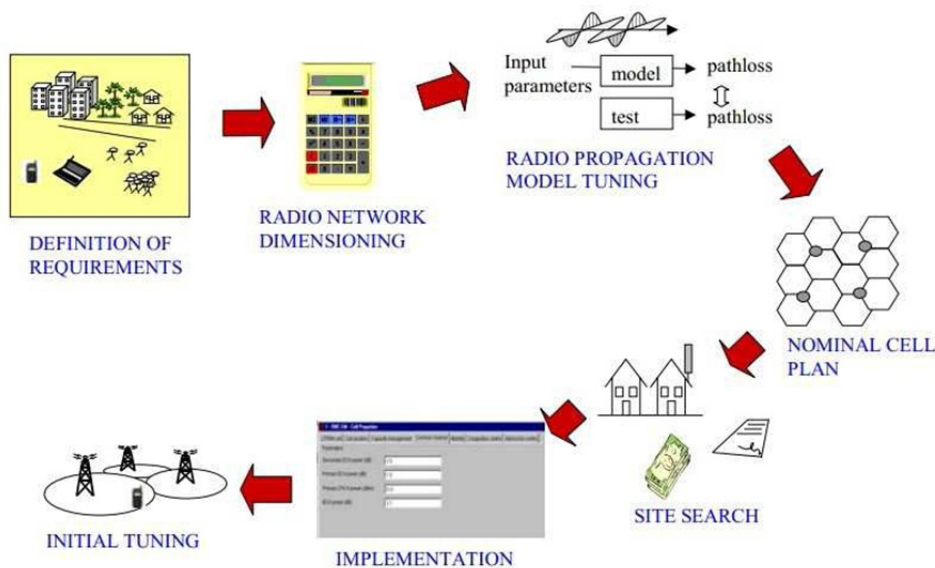 Input
parameters
model
pathloss
test
pathloss
RADIO PROPAGATION
MODEL TUNING
RADIO NETWORK
DIMENSIONING
DEFINITION OF
REQUIREMENTS
NOMINAL CELL
PLAN
SITE SEARCH
IMPLEMENTATION
INITIAL TUNING